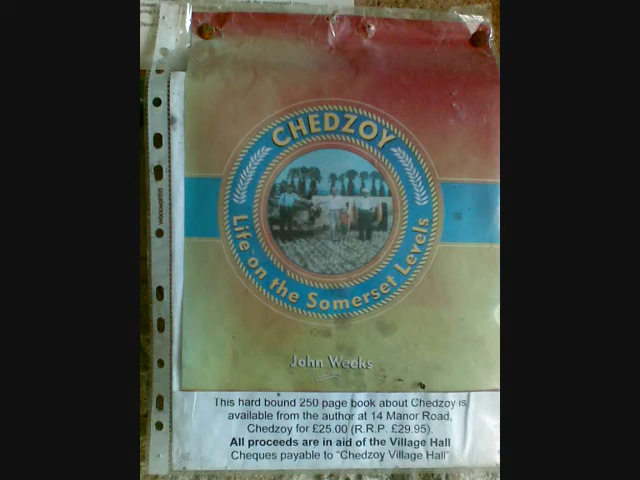 CHEDZOY
Life on the Somerset Levels
John Weeks
This hard bound 250 page book about Chedzoy is
available from the author at 14 Manor Road,
Chedzoy for £25.00 (R.R.P. £29.95).
All proceeds are in aid of the Village Hall
Cheques payable to "Chedzoy Village Hall"